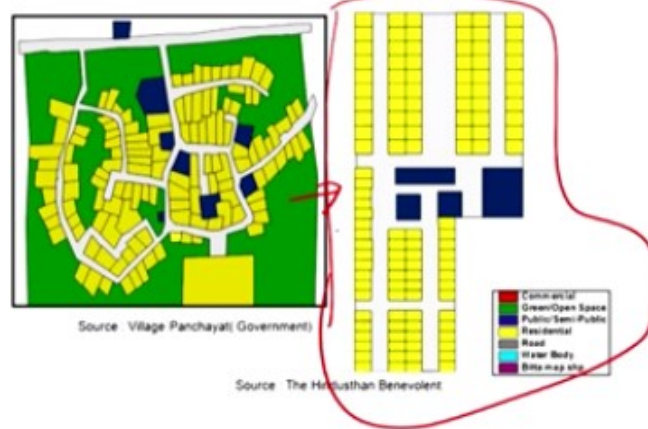 Source Village Panchayat( Government)
Source The Hindusthan Benevolent
Commercial
Green/Open Space
Public/Semi-Public
Residential
Road
Water Body